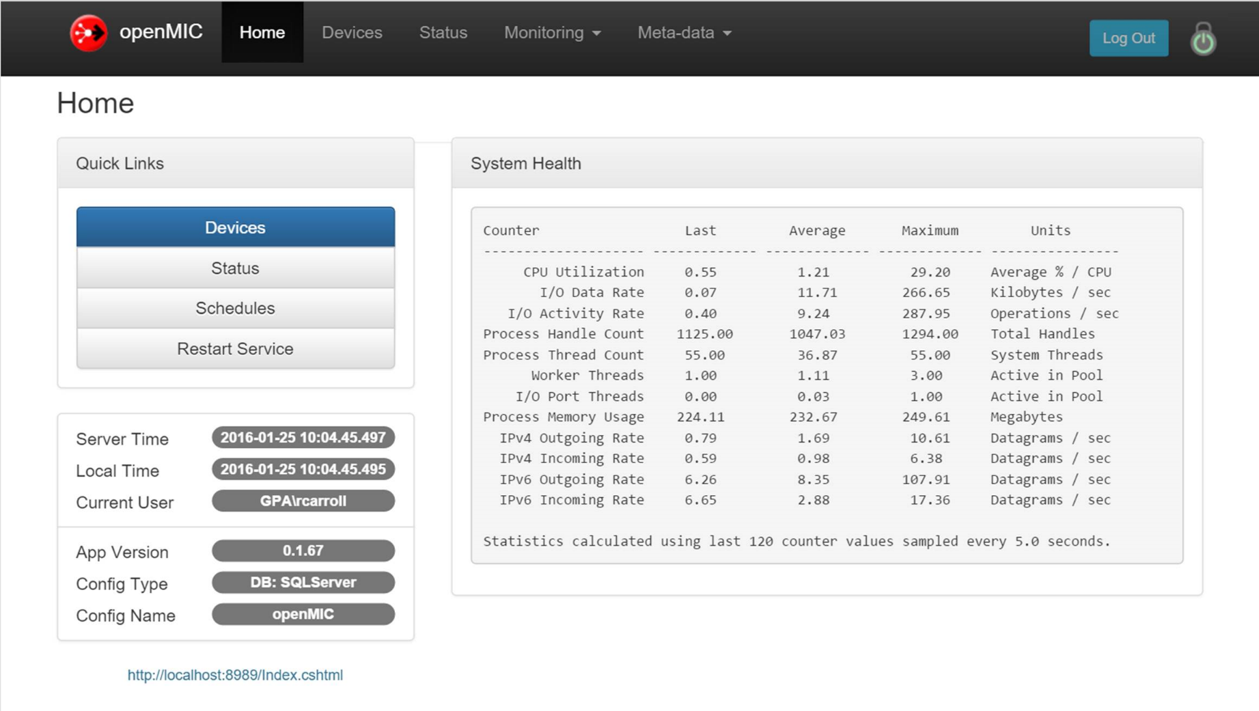 openMIC Home Devices Status Monitoring Meta-data Log Out
Home
Quick Links
Devices
Status
Schedules
Restart Service
Server Time 2016-01-25 10:04.45.497
Local Time 2016-01-25 10:04.45.495
Current User GPA\rcarroll
App Version 0.1.67
Config Type DB: SQLServer
Config Name openMIC
http://localhost:8989/Index.cshtml
System Health
Counter Last Average Maximum Units
-------------------- ------------- ------------- ------------- ----------------
CPU Utilization 0.55 1.21 29.20 Average % / CPU
I/O Data Rate 0.07 11.71 266.65 Kilobytes / sec
I/O Activity Rate 0.40 9.24 287.95 Operations / sec
Process Handle Count 1125.00 1047.03 1294.00 Total Handles
Process Thread Count 55.00 36.87 55.00 System Threads
Worker Threads 1.00 1.11 3.00 Active in Pool
I/O Port Threads 0.00 0.03 1.00 Active in Pool
Process Memory Usage 224.11 232.67 249.61 Megabytes
IPv4 Outgoing Rate 0.79 1.69 10.61 Datagrams / sec
IPv4 Incoming Rate 0.59 0.98 6.38 Datagrams / sec
IPv6 Outgoing Rate 6.26 8.35 107.91 Datagrams / sec
IPv6 Incoming Rate 6.65 2.88 17.36 Datagrams / sec
Statistics calculated using last 120 counter values sampled every 5.0 seconds.